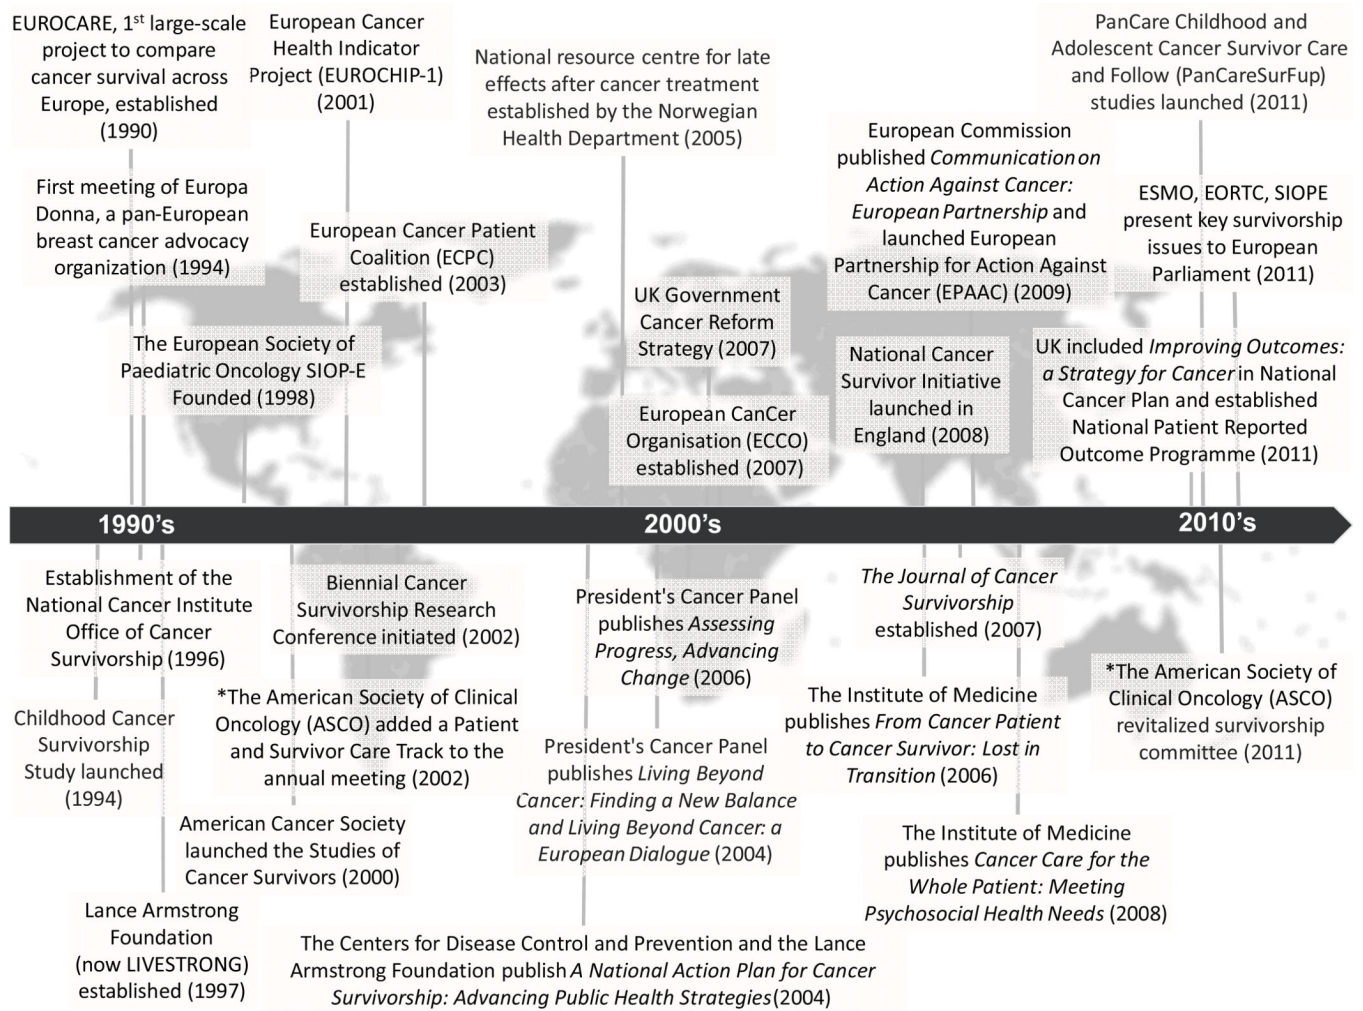 EUROCARE, 1st large-scale
project to compare
cancer survival across
Europe, established
(1990)
European Cancer
Health Indicator
Project (EUROCHIP-1)
(2001)
National resource centre for late
effects after cancer treatment
established by the Norwegian
Health Department (2005)
PanCare Childhood and
Adolescent Cancer Survivor Care
and Follow (PanCareSurFup)
studies launched (2011)
European Commission
published Communication on
Action Against Cancer:
European Partnership and
launched European
Partnership for Action Against
Cancer (EPAAC) (2009)
First meeting of Europa
Donna, a pan-European
breast cancer advocacy
organization (1994)
European Cancer Patient
Coalition (ECPC)
established (2003)
ESMO, EORTC, SIOPE
present key survivorship
issues to European
Parliament (2011)
The European Society of
Paediatric Oncology SIOP-E
Founded (1998)
UK Government
Cancer Reform
Strategy (2007)
European CanCer
Organisation (ECCO)
established (2007)
National Cancer
Survivor Initiative
launched in
England (2008)
UK included Improving Outcomes:
a Strategy for Cancer in National
Cancer Plan and established
National Patient Reported
Outcome Programme (2011)
1990's
2000's
2010's
Establishment of the
National Cancer Institute
Office of Cancer
Survivorship (1996)
Biennial Cancer
Survivorship Research
Conference initiated (2002)
President's Cancer Panel
publishes Assessing
Progress, Advancing
Change (2006)
The Journal of Cancer
Survivorship
established (2007)
*The American Society of
Clinical Oncology (ASCO)
revitalized survivorship
committee (2011)
Childhood Cancer
Survivorship
Study launched
(1994)
*The American Society of Clinical
Oncology (ASCO) added a Patient
and Survivor Care Track to the
annual meeting (2002)
President's Cancer Panel
publishes Living Beyond
Cancer: Finding a New Balance
and Living Beyond Cancer: a
European Dialogue (2004)
The Institute of Medicine
publishes From Cancer Patient
to Cancer Survivor: Lost in
Transition (2006)
American Cancer Society
launched the Studies of
Cancer Survivors (2000)
The Institute of Medicine
publishes Cancer Care for the
Whole Patient: Meeting
Psychosocial Health Needs (2008)
Lance Armstrong
Foundation
(now LIVESTRONG)
established (1997)
The Centers for Disease Control and Prevention and the Lance
Armstrong Foundation publish A National Action Plan for Cancer
Survivorship: Advancing Public Health Strategies (2004)